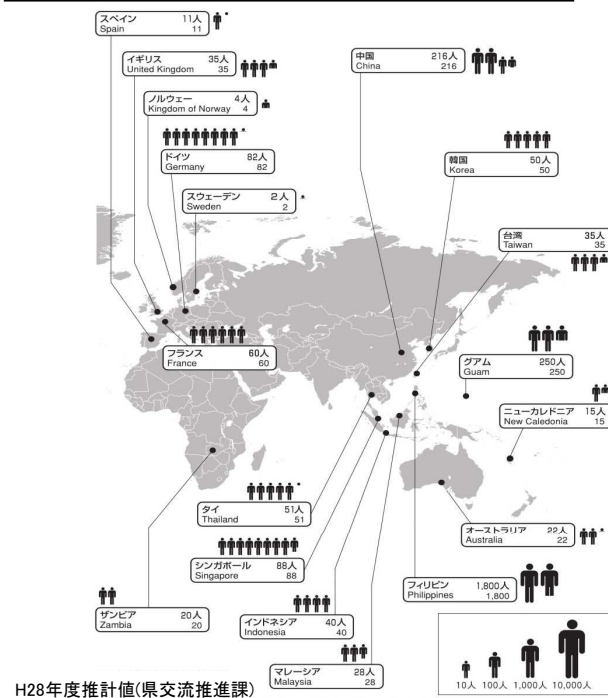 スペイン 11人
Spain 11
イギリス 35人
United Kingdom 35
ノルウェー 4人
Kingdom of Norway 4
ドイツ 82人
Germany 82
スウェーデン 2人
Sweden 2
中国 216人
China 216
韓国 50人
Korea 50
台湾 35人
Taiwan 35
フランス 60人
France 60
グアム 250人
Guam 250
ニューカレドニア 15人
New Caledonia 15
タイ 51人
Thailand 51
オーストラリア 22人
Australia 22
シンガポール 88人
Singapore 88
フィリピン 1,800人
Philippines 1,800
ザンビア 20人
Zambia 20
インドネシア 40人
Indonesia 40
マレーシア 28人
Malaysia 28
10人 100人 1,000人 10,000人
H28年度推計値(県交流推進課)